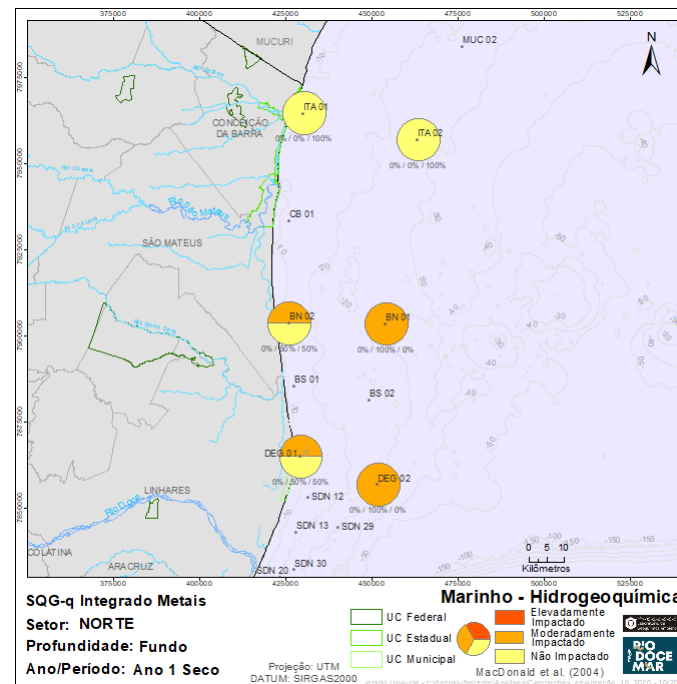 375000 400000 425000 450000 475000 500000 525000
MUCURI
MUC 02
N
7975000
ITA 01
CONCEIÇÃO
DA BARRA
0% / 0% / 100%
ITA 02
0% / 0% / 100%
7950000
Rio São Mateus
CB 01
SÃO MATEUS
7925000
BN 02
0% / 50% / 50%
BN 01
0% / 100% / 0%
7900000
BS 01
BS 02
7875000
DEG 01
0% / 50% / 50%
DEG 02
0% / 100% / 0%
LINHARES
SDN 12
7850000
Rio Doce
SDN 13
SDN 29
COLATINA
ARACRUZ
SDN 30
SDN 20
0 5 10
Kilômetros
375000 400000 425000 450000 475000 500000 525000
SQG-q Integrado Metais
Setor: NORTE
Profundidade: Fundo
Ano/Período: Ano 1 Seco
Projeção: UTM
DATUM: SIRGAS2000
Marinho - Hidrogeoquímica
UC Federal
UC Estadual
UC Municipal
Elevadamente
Impactado
Moderadamente
Impactado
Não Impactado
MacDonald et al. (2004)
RIO
DOCE
MAR